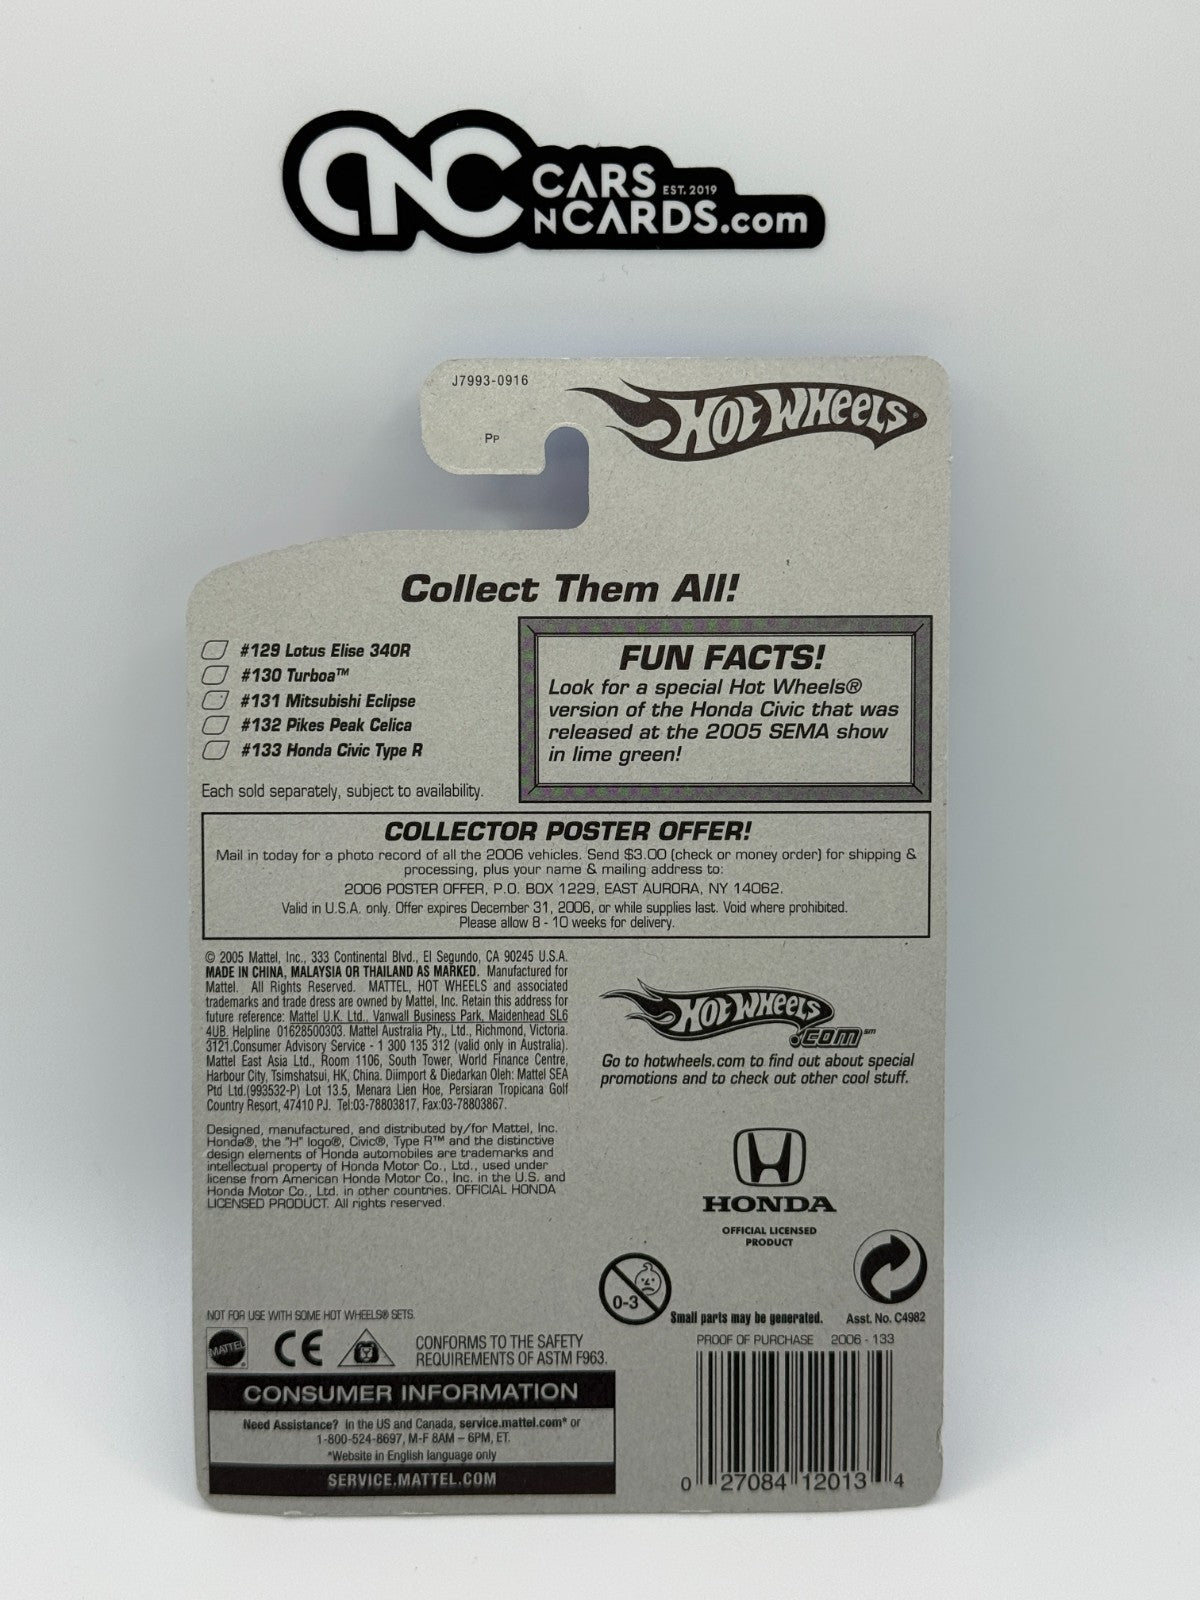 CNC CARS EST. 2019
N CARDS.com
J7993-0916
HOT WHEELS®
PP
Collect Them All!
#129 Lotus Elise 340R
#130 Turboa™
#131 Mitsubishi Eclipse
#132 Pikes Peak Celica
#133 Honda Civic Type R
Each sold separately, subject to availability.
FUN FACTS!
Look for a special Hot Wheels®
version of the Honda Civic that was
released at the 2005 SEMA show
in lime green!
COLLECTOR POSTER OFFER!
Mail in today for a photo record of all the 2006 vehicles. Send $3.00 (check or money order) for shipping &
processing, plus your name & mailing address to:
2006 POSTER OFFER, P.O. BOX 1229, EAST AURORA, NY 14062.
Valid in U.S.A. only. Offer expires December 31, 2006, or while supplies last. Void where prohibited.
Please allow 8 - 10 weeks for delivery.
© 2005 Mattel, Inc., 333 Continental Blvd., El Segundo, CA 90245 U.S.A.
MADE IN CHINA, MALAYSIA OR THAILAND AS MARKED. Manufactured for
Mattel. All Rights Reserved. MATTEL, HOT WHEELS and associated
trademarks and trade dress are owned by Mattel, Inc. Retain this address for
future reference: Mattel U.K. Ltd., Vanwall Business Park, Maidenhead SL6
4UB. Helpline 01628500303. Mattel Australia Pty., Ltd., Richmond, Victoria.
3121.Consumer Advisory Service - 1 300 135 312 (valid only in Australia).
Mattel East Asia Ltd., Room 1106, South Tower, World Finance Centre,
Harbour City, Tsimshatsui, HK, China. Diimport & Diedarkan Oleh: Mattel SEA
Ptd Ltd.(993532-P) Lot 13.5, Menara Lien Hoe, Persiaran Tropicana Golf
Country Resort, 47410 PJ. Tel:03-78803817, Fax:03-78803867.
Designed, manufactured, and distributed by/for Mattel, Inc.
Honda®, the "H" logo®, Civic®, Type R™ and the distinctive
design elements of Honda automobiles are trademarks and
intellectual property of Honda Motor Co., Ltd., used under
license from American Honda Motor Co., Inc. in the U.S. and
Honda Motor Co., Ltd. in other countries. OFFICIAL HONDA
LICENSED PRODUCT. All rights reserved.
HOT WHEELS
.COM℠
Go to hotwheels.com to find out about special
promotions and to check out other cool stuff.
HONDA
OFFICIAL LICENSED
PRODUCT
0-3
Small parts may be generated.
Asst. No. C4982
NOT FOR USE WITH SOME HOT WHEELS® SETS.
MATTEL®
CE
CONFORMS TO THE SAFETY
REQUIREMENTS OF ASTM F963.
PROOF OF PURCHASE 2006 - 133
CONSUMER INFORMATION
Need Assistance? In the US and Canada, service.mattel.com* or
1-800-524-8697, M-F 8AM – 6PM, ET.
*Website in English language only
SERVICE.MATTEL.COM
0 27084 12013 4